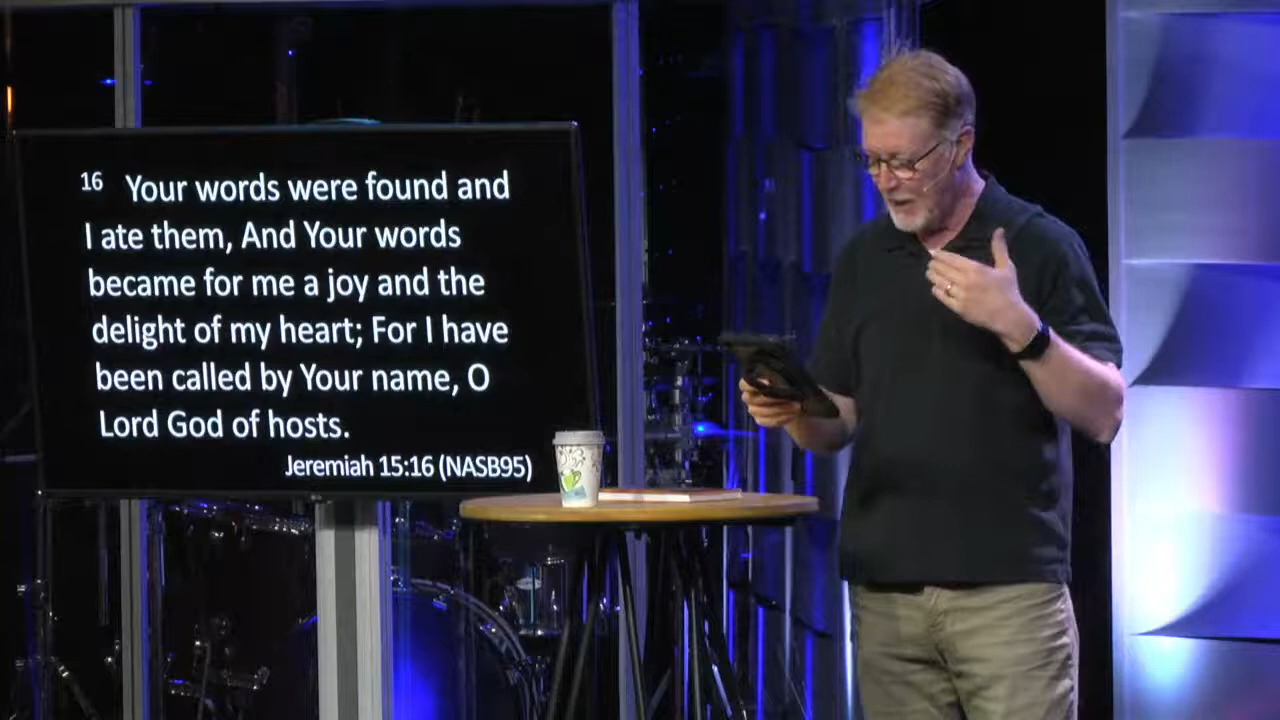 16 Your words were found and
I ate them, And Your words
became for me a joy and the
delight of my heart; For I have
been called by Your name, O
Lord God of hosts.
Jeremiah 15:16 (NASB95)